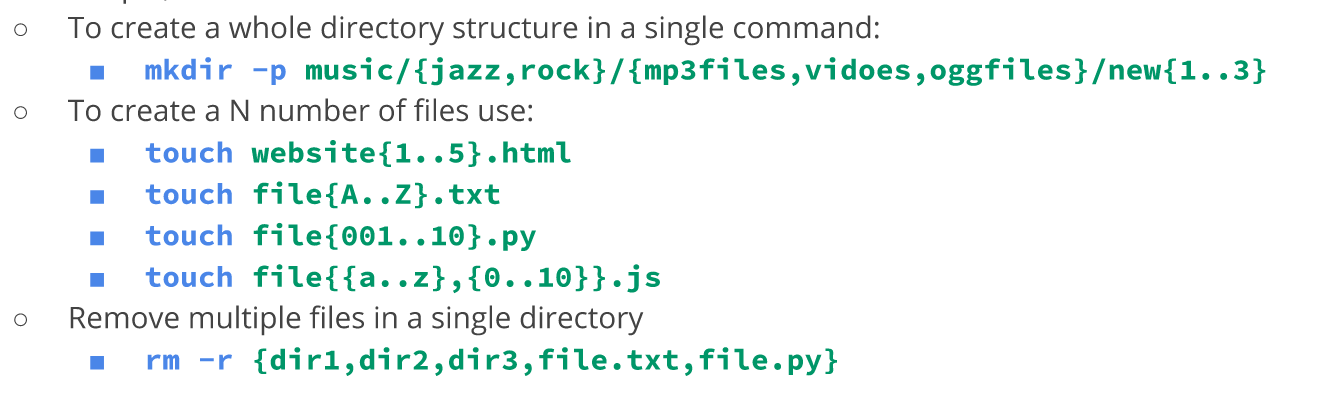 ○ To create a whole directory structure in a single command:
■ mkdir -p music/{jazz,rock}/{mp3files,vidoes,oggfiles}/new{1..3}
○ To create a N number of files use:
■ touch website{1..5}.html
■ touch file{A..Z}.txt
■ touch file{001..10}.py
■ touch file{{a..z},{0..10}}.js
○ Remove multiple files in a single directory
■ rm -r {dir1,dir2,dir3,file.txt,file.py}